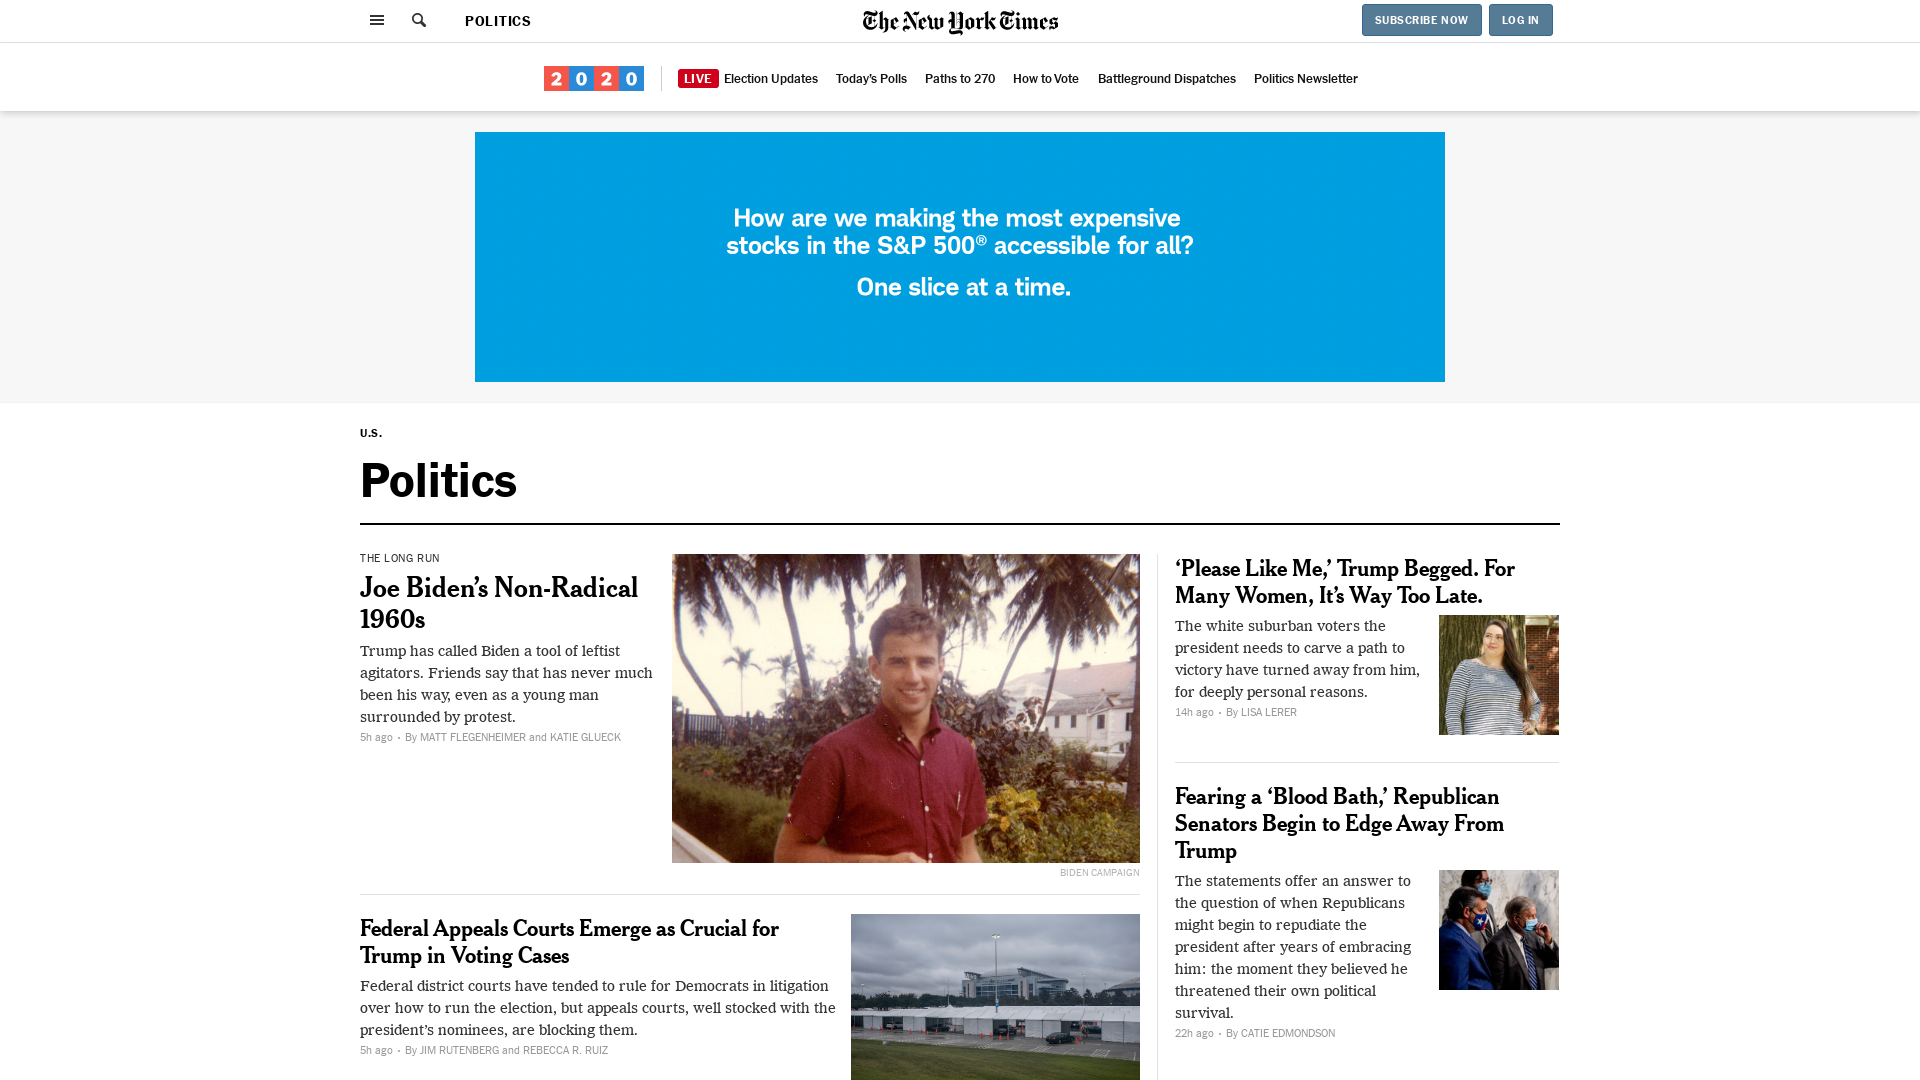 POLITICS
The New York Times
SUBSCRIBE NOW
LOG IN
2020
LIVE
Election Updates
Today's Polls
Paths to 270
How to Vote
Battleground Dispatches
Politics Newsletter
How are we making the most expensive
stocks in the S&P 500® accessible for all?
One slice at a time.
U.S.
Politics
THE LONG RUN
Joe Biden’s Non-Radical
1960s
Trump has called Biden a tool of leftist
agitators. Friends say that has never much
been his way, even as a young man
surrounded by protest.
5h ago • By MATT FLEGENHEIMER and KATIE GLUECK
BIDEN CAMPAIGN
Federal Appeals Courts Emerge as Crucial for
Trump in Voting Cases
Federal district courts have tended to rule for Democrats in litigation
over how to run the election, but appeals courts, well stocked with the
president’s nominees, are blocking them.
5h ago • By JIM RUTENBERG and REBECCA R. RUIZ
‘Please Like Me,’ Trump Begged. For
Many Women, It’s Way Too Late.
The white suburban voters the
president needs to carve a path to
victory have turned away from him,
for deeply personal reasons.
14h ago • By LISA LERER
Fearing a ‘Blood Bath,’ Republican
Senators Begin to Edge Away From
Trump
The statements offer an answer to
the question of when Republicans
might begin to repudiate the
president after years of embracing
him: the moment they believed he
threatened their own political
survival.
22h ago • By CATIE EDMONDSON